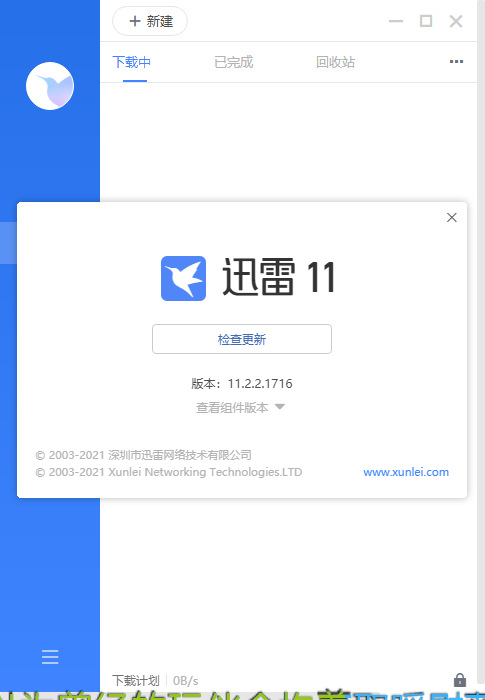 新建
下载中 已完成 回收站
迅雷 11
检查更新
版本：11.2.2.1716
查看组件版本
© 2003-2021 深圳市迅雷网络技术有限公司
© 2003-2021 Xunlei Networking Technologies.LTD www.xunlei.com
下载计划 0B/s